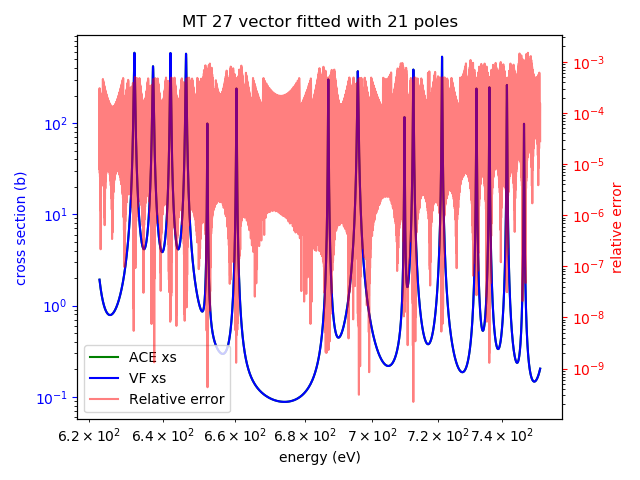 MT 27 vector fitted with 21 poles
10²
10¹
10⁰
10⁻¹
cross section (b)
10⁻³
10⁻⁴
10⁻⁵
10⁻⁶
10⁻⁷
10⁻⁸
10⁻⁹
relative error
ACE xs
VF xs
Relative error
6.2 × 10² 6.4 × 10² 6.6 × 10² 6.8 × 10² 7 × 10² 7.2 × 10² 7.4 × 10²
energy (eV)